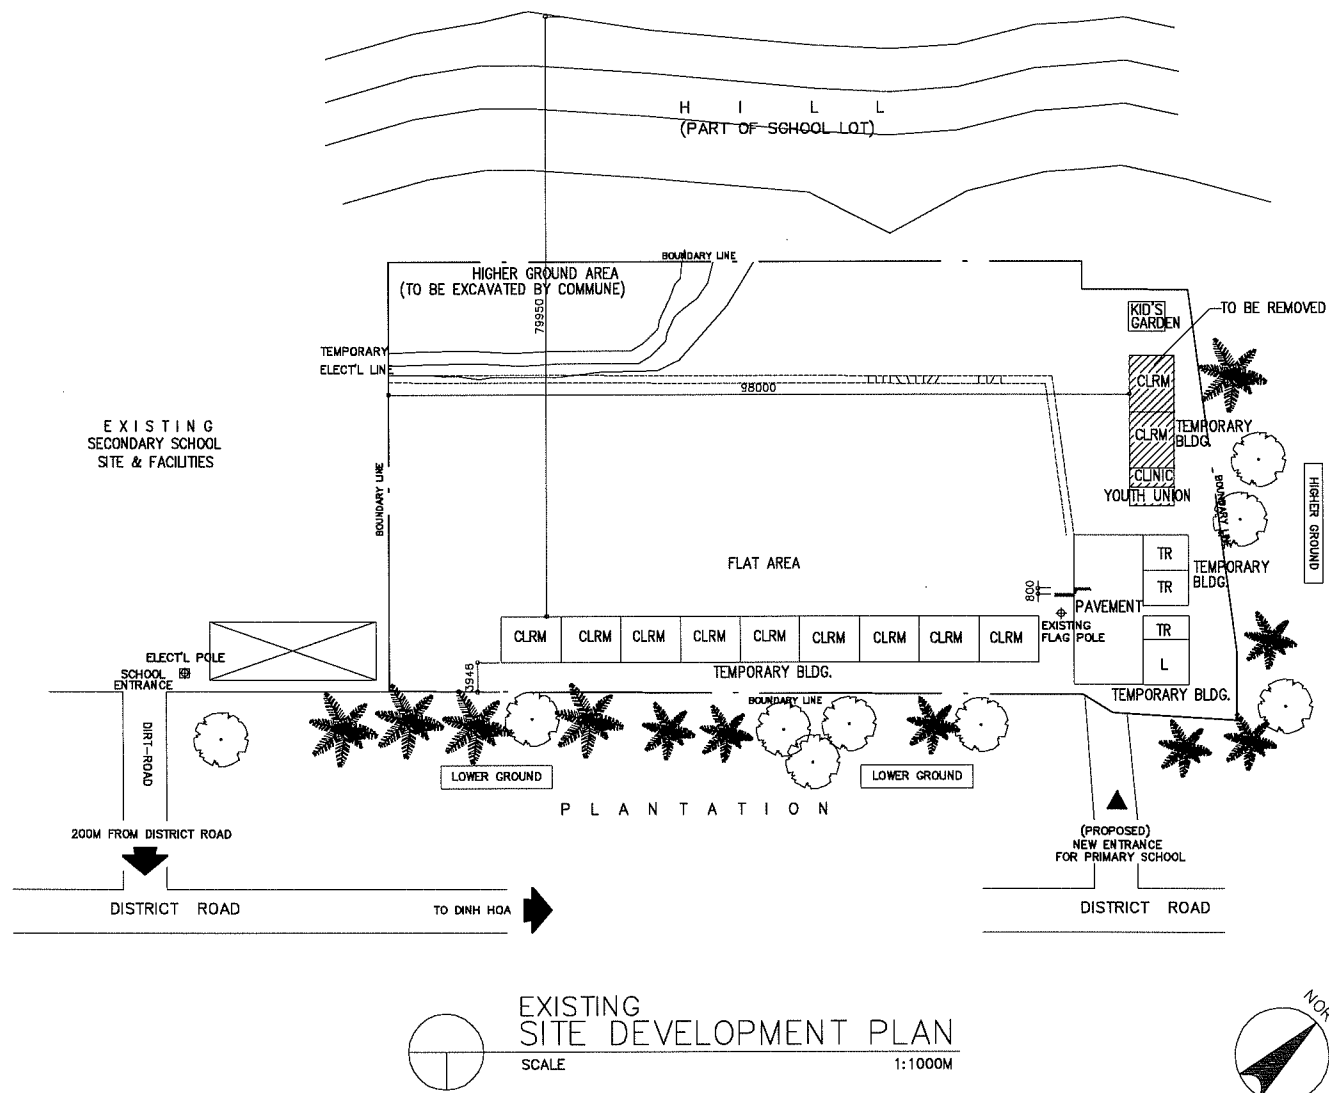 H I L L
(PART OF SCHOOL LOT)
BOUNDARY LINE
HIGHER GROUND AREA
(TO BE EXCAVATED BY COMMUNE)
79950
KID'S
GARDEN
TO BE REMOVED
TEMPORARY
ELECT'L LINE
98000
CLRM
CLRM
TEMPORARY
BLDG.
CLINIC
YOUTH UNION
EXISTING
SECONDARY SCHOOL
SITE & FACILITIES
BOUNDARY LINE
BOUNDARY LINE
HIGHER GROUND
FLAT AREA
TR
TR
TEMPORARY
BLDG.
800
PAVEMENT
EXISTING
FLAG POLE
CLRM CLRM CLRM CLRM CLRM CLRM CLRM CLRM CLRM
TR
L
TEMPORARY BLDG.
3948
TEMPORARY BLDG.
ELECT'L POLE
SCHOOL
ENTRANCE
BOUNDARY LINE
DIRT-ROAD
LOWER GROUND
LOWER GROUND
P L A N T A T I O N
200M FROM DISTRICT ROAD
(PROPOSED)
NEW ENTRANCE
FOR PRIMARY SCHOOL
DISTRICT ROAD
TO DINH HOA
DISTRICT ROAD
EXISTING
SITE DEVELOPMENT PLAN
SCALE 1:1000M
NOR